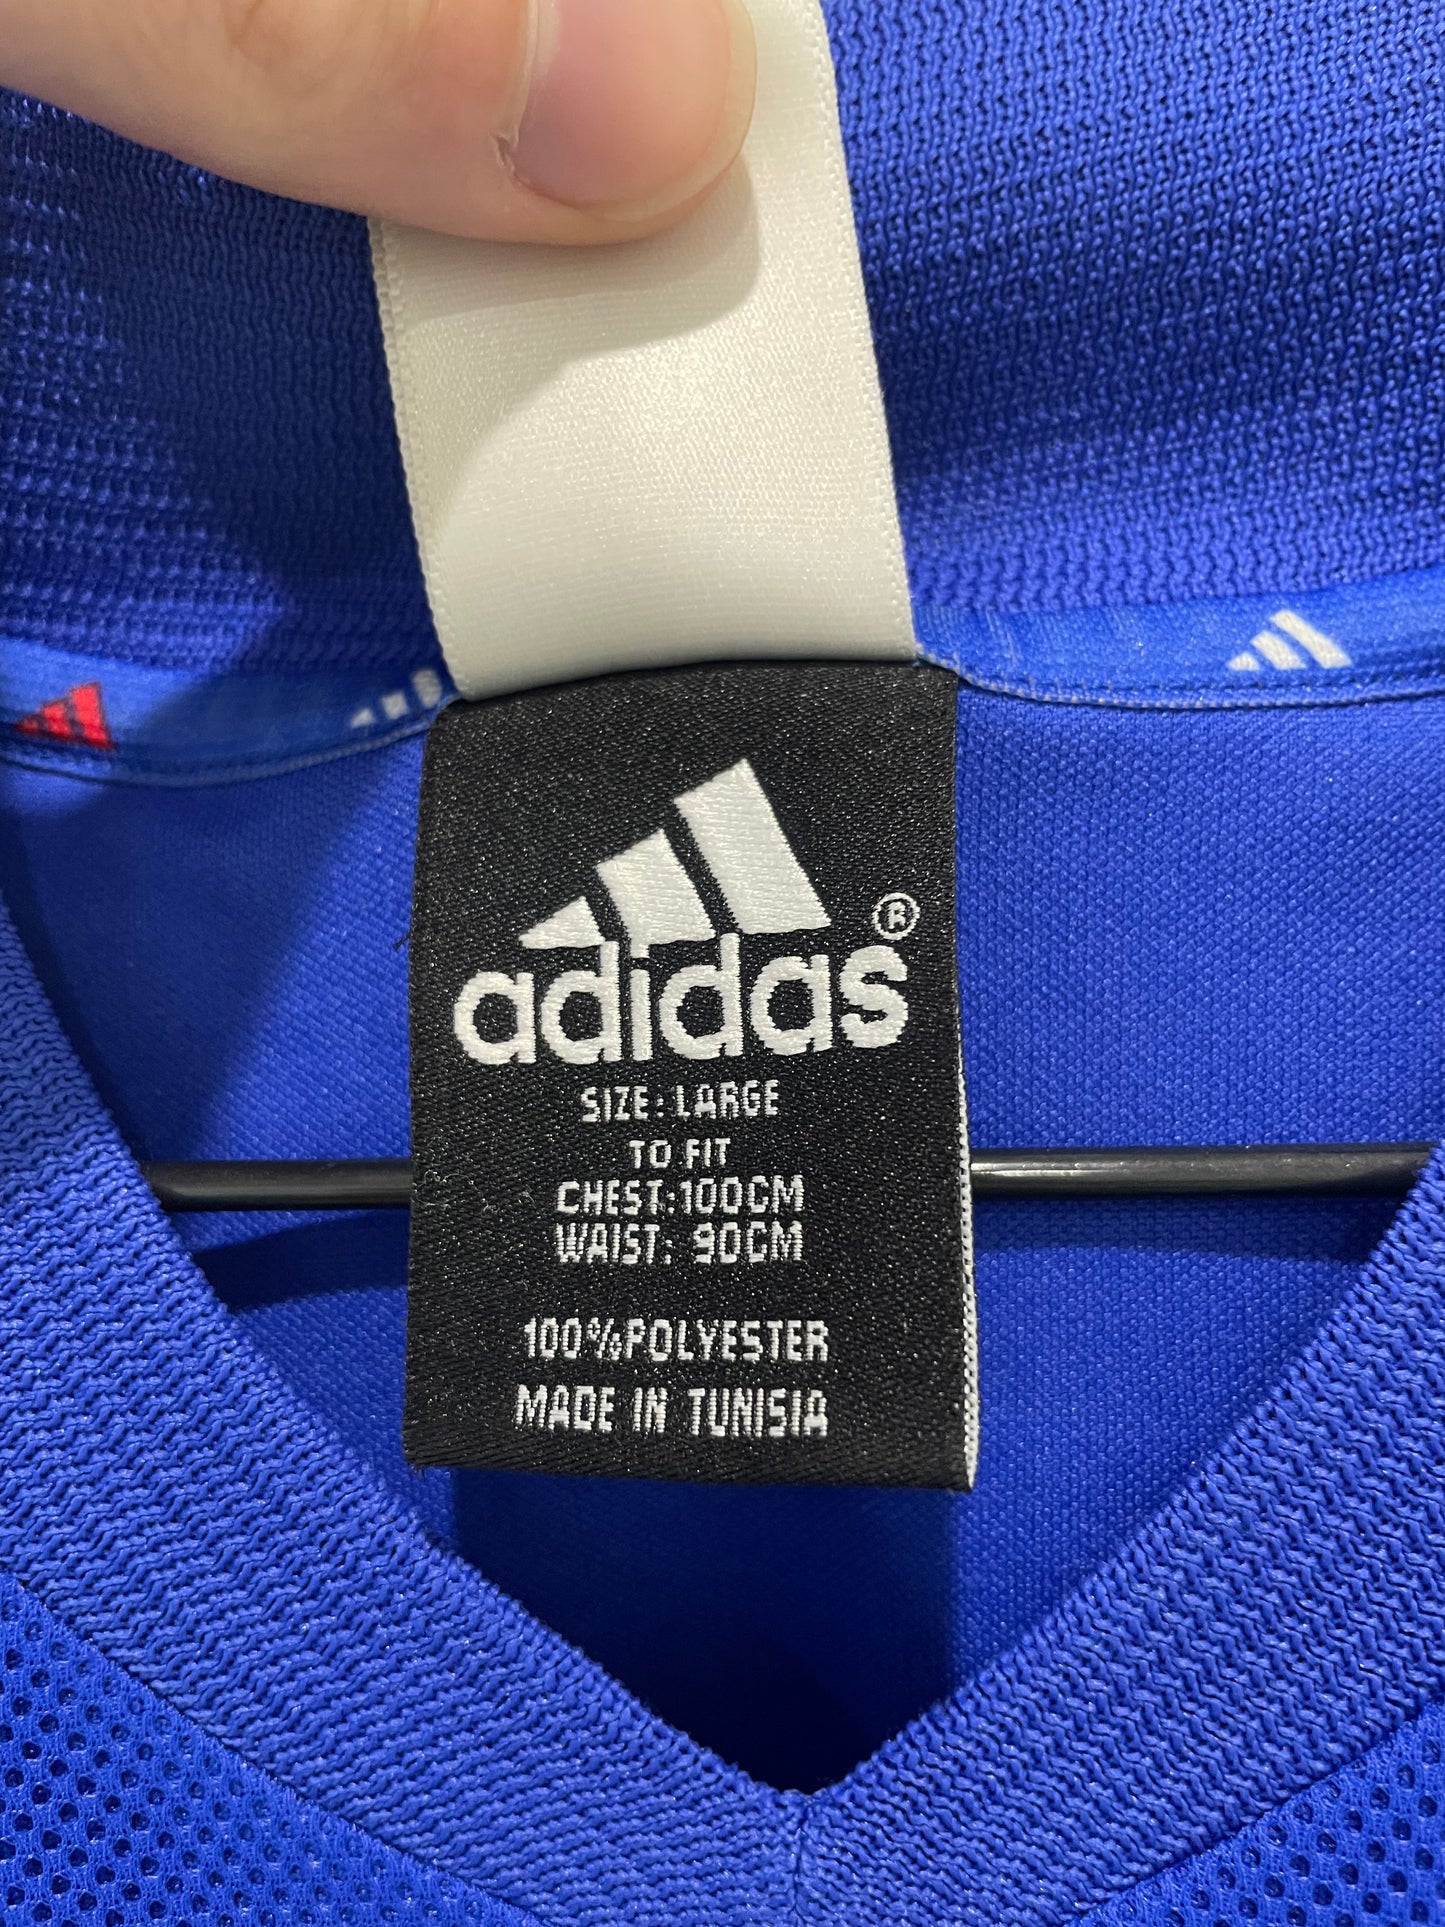 adidas®
SIZE: LARGE
TO FIT
CHEST:100CM
WAIST: 90CM
100%POLYESTER
MADE IN TUNISIA